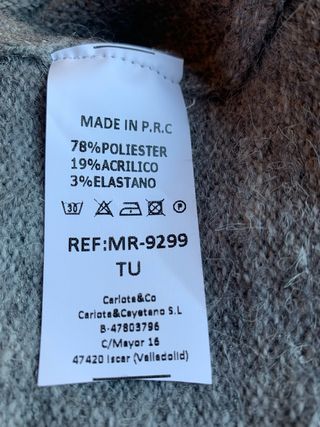 MADE IN P.R.C
78%POLIESTER
19%ACRILICO
3%ELASTANO
30 P
REF:MR-9299
TU
Carlota&Co
Carlota&Cayetano S.L
B-47803796
C/Mayor 16
47420 Iscar (Valladolid)